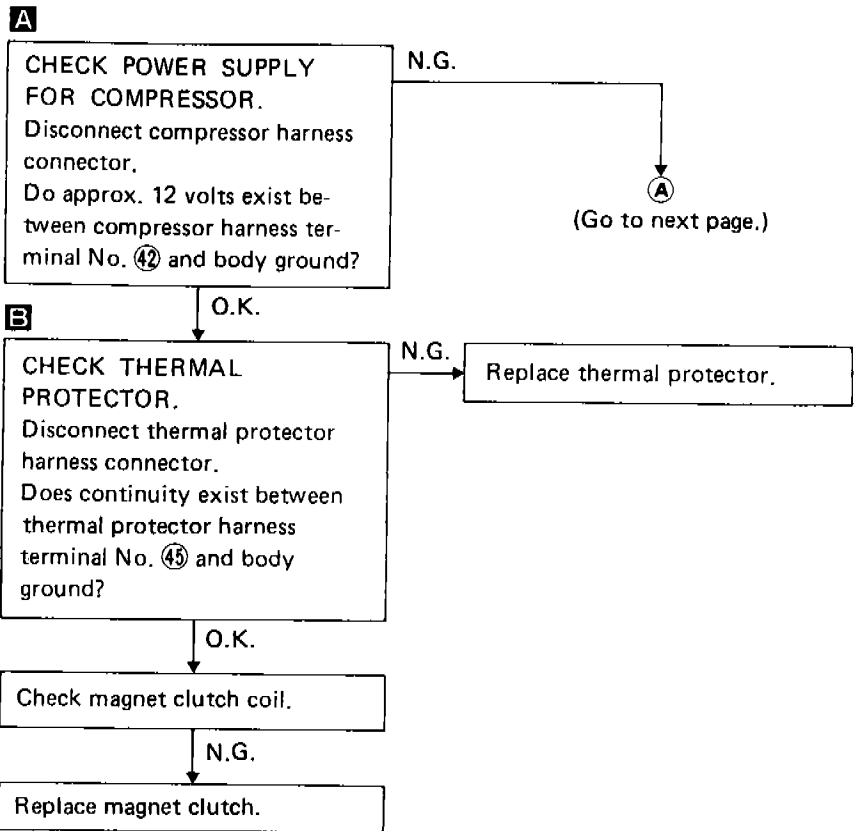 A
CHECK POWER SUPPLY
FOR COMPRESSOR.
Disconnect compressor harness
connector.
Do approx. 12 volts exist be-
tween compressor harness ter-
minal No. 42 and body ground?
N.G.
A
(Go to next page.)
O.K.
B
CHECK THERMAL
PROTECTOR.
Disconnect thermal protector
harness connector.
Does continuity exist between
thermal protector harness
terminal No. 45 and body
ground?
N.G.
Replace thermal protector.
O.K.
Check magnet clutch coil.
N.G.
Replace magnet clutch.